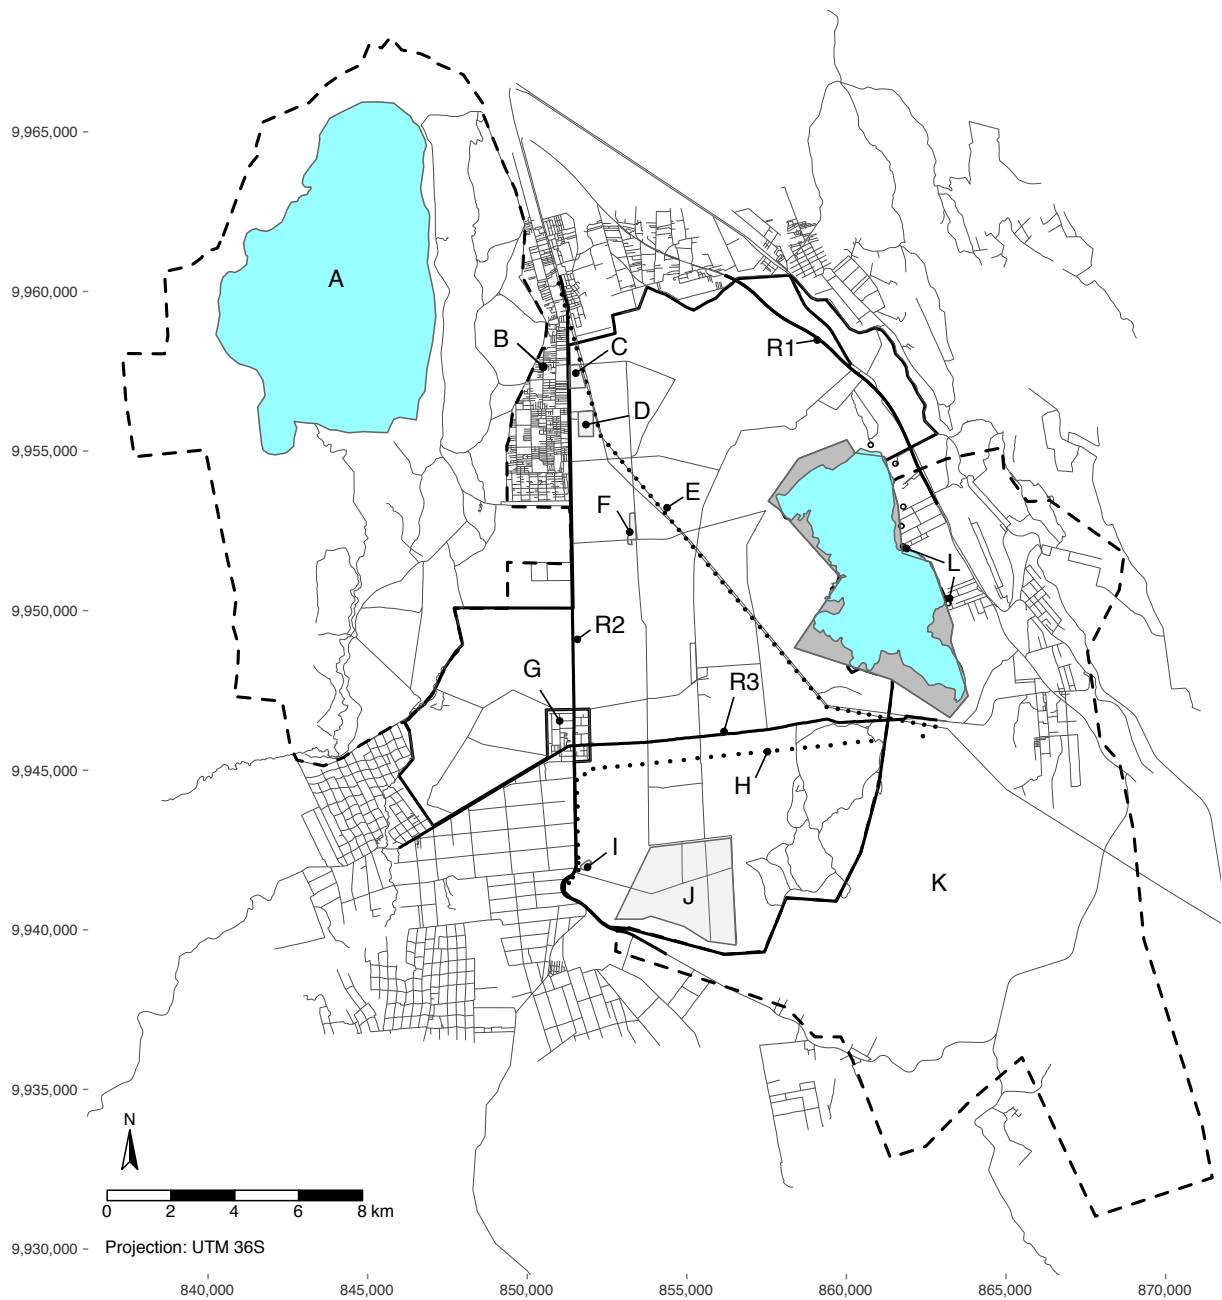 9,965,000
A
9,960,000
R1
B
C
D
9,955,000
E
F
L
9,950,000
R2
G
R3
9,945,000
H
I
K
J
9,940,000
9,935,000
N
0 2 4 6 8 km
Projection: UTM 36S
9,930,000
840,000 845,000 850,000 855,000 860,000 865,000 870,000